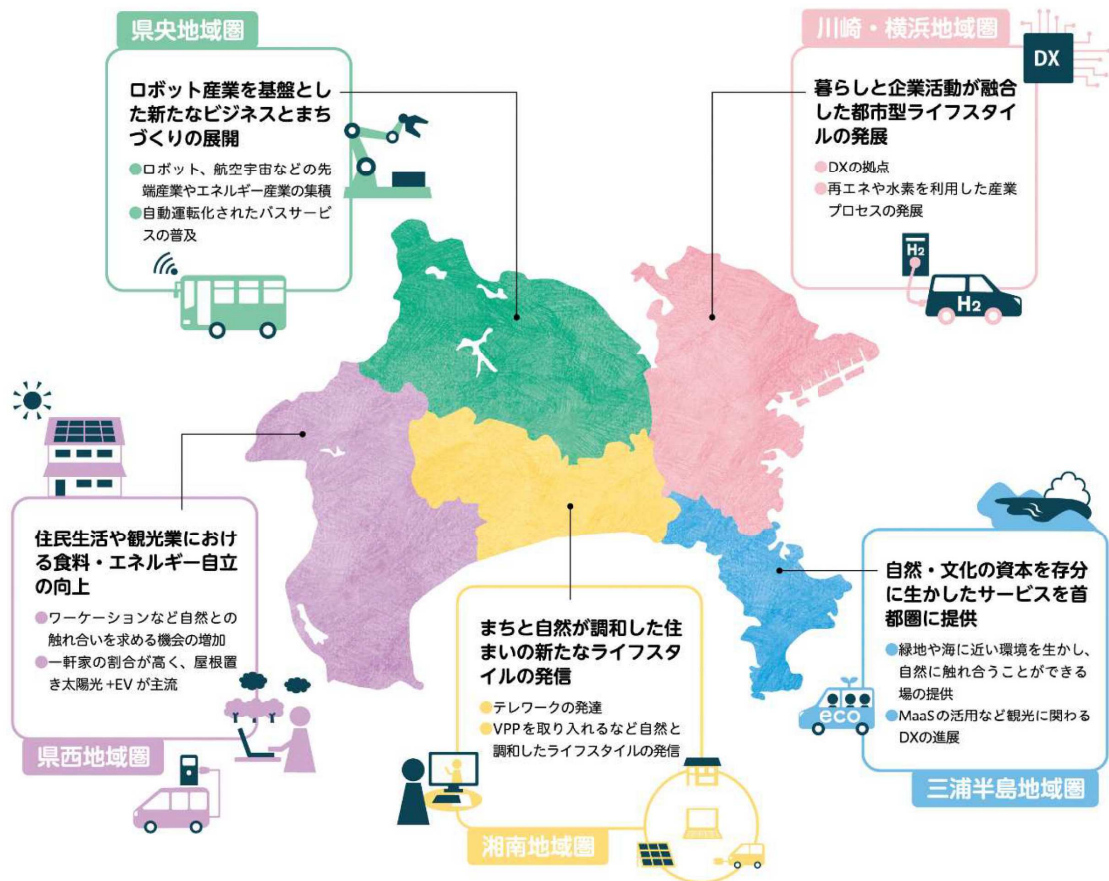 県央地域圏
ロボット産業を基盤とし
た新たなビジネスとまち
づくりの展開
●ロボット、航空宇宙などの先
端産業やエネルギー産業の集積
●自動運転化されたバスサービ
スの普及
川崎・横浜地域圏
DX
暮らしと企業活動が融合
した都市型ライフスタイ
ルの発展
●DXの拠点
●再エネや水素を利用した産業
プロセスの発展
H2
H2
住民生活や観光業におけ
る食料・エネルギー自立
の向上
●ワーケーションなど自然との
触れ合いを求める機会の増加
●一軒家の割合が高く、屋根置
き太陽光+EVが主流
県西地域圏
まちと自然が調和した住
まいの新たなライフスタ
イルの発信
●テレワークの発達
●VPPを取り入れるなど自然と
調和したライフスタイルの発信
湘南地域圏
自然・文化の資本を存分
に生かしたサービスを首
都圏に提供
●緑地や海に近い環境を生かし、
自然に触れ合うことができる
場の提供
●MaaSの活用など観光に関わる
DXの進展
eco
三浦半島地域圏